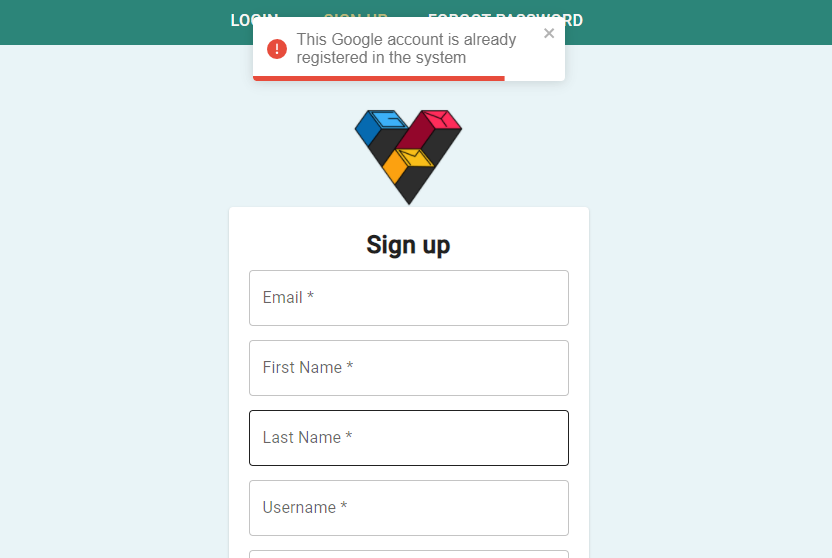 LOGIN SIGN UP FORGOT PASSWORD
This Google account is already
registered in the system
Sign up
Email *
First Name *
Last Name *
Username *